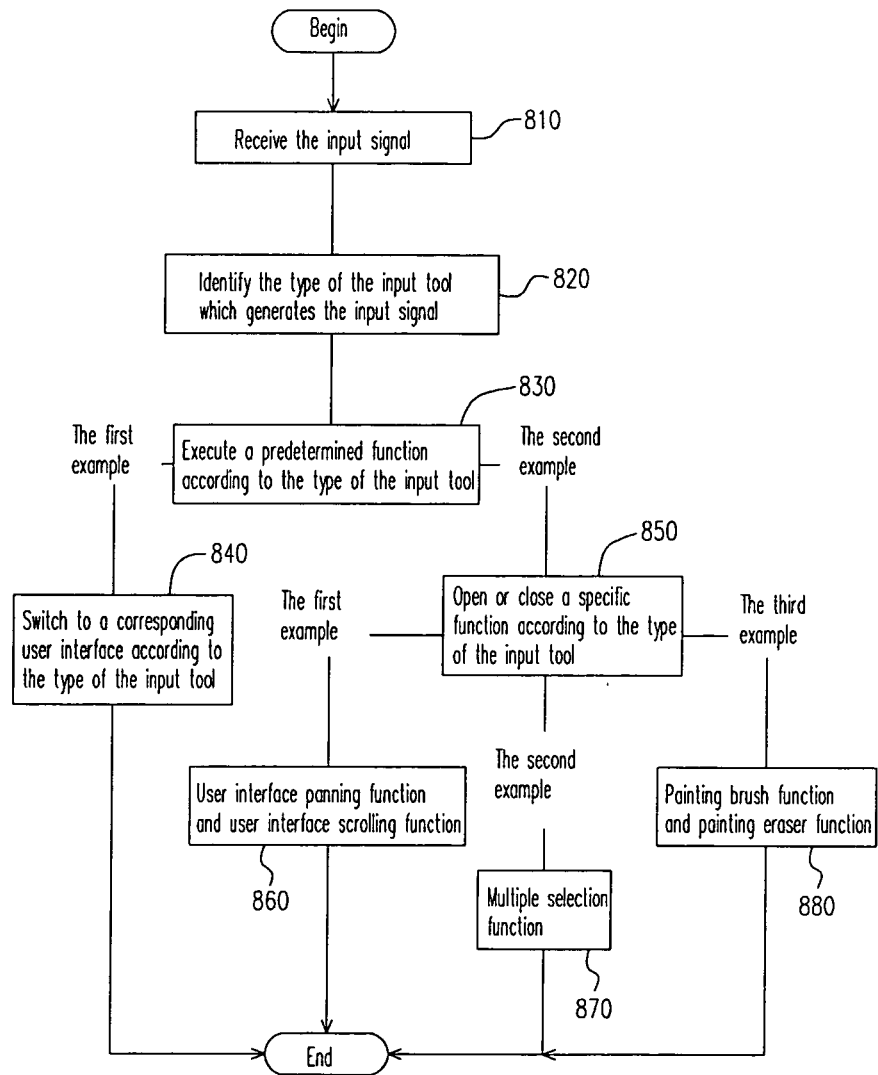 Begin
Receive the input signal
810
Identify the type of the input tool
which generates the input signal
820
830
The first
example
Execute a predetermined function
according to the type of the input tool
The second
example
840
Switch to a corresponding
user interface according to
the type of the input tool
850
The first
example
Open or close a specific
function according to the type
of the input tool
The third
example
The second
example
User interface panning function
and user interface scrolling function
860
Painting brush function
and painting eraser function
880
Multiple selection
function
870
End